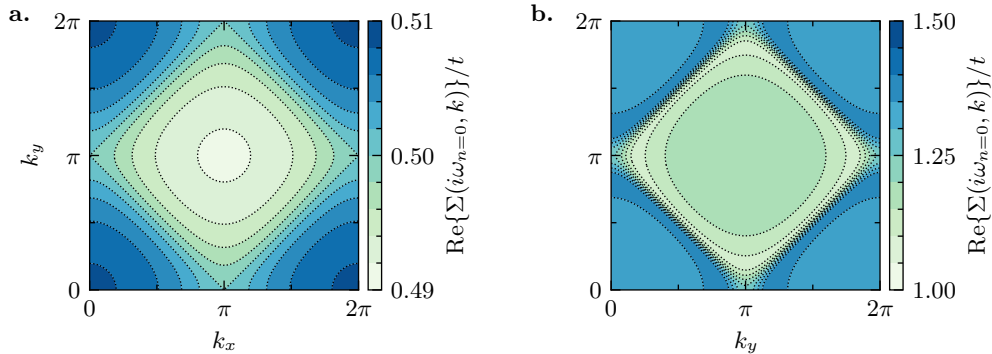 a.
2π
π
0
k_y
0
π
2π
k_x
0.51
0.50
0.49
Re{Σ(iω_{n=0}, k)}/t
b.
2π
π
0
0
π
2π
k_y
1.50
1.25
1.00
Re{Σ(iω_{n=0}, k)}/t